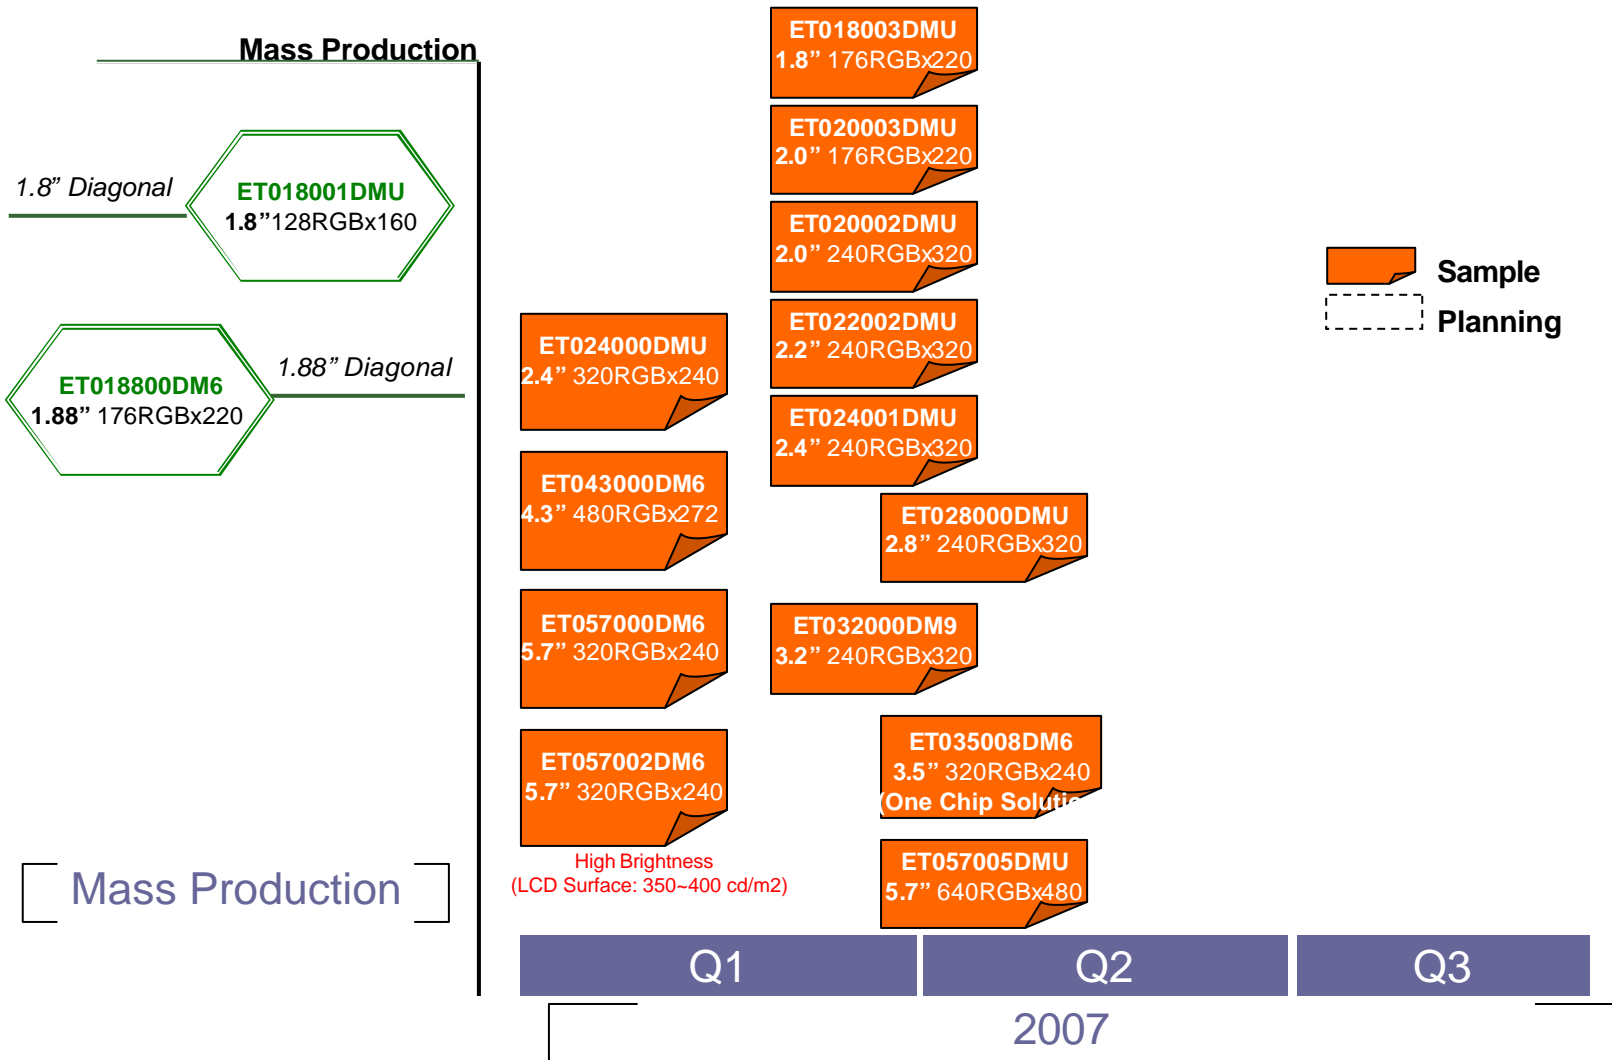 Mass Production
1.8” Diagonal
ET018001DMU
1.8”128RGBx160
1.88” Diagonal
ET018800DM6
1.88” 176RGBx220
Mass Production
ET024000DMU
2.4” 320RGBx240
ET043000DM6
4.3” 480RGBx272
ET057000DM6
5.7” 320RGBx240
ET057002DM6
5.7” 320RGBx240
High Brightness
(LCD Surface: 350~400 cd/m2)
ET018003DMU
1.8” 176RGBx220
ET020003DMU
2.0” 176RGBx220
ET020002DMU
2.0” 240RGBx320
ET022002DMU
2.2” 240RGBx320
ET024001DMU
2.4” 240RGBx320
ET028000DMU
2.8” 240RGBx320
ET032000DM9
3.2” 240RGBx320
ET035008DM6
3.5” 320RGBx240
(One Chip
ET057005DMU
5.7” 640RGBx480
Sample
Planning
Q1
Q2
Q3
2007